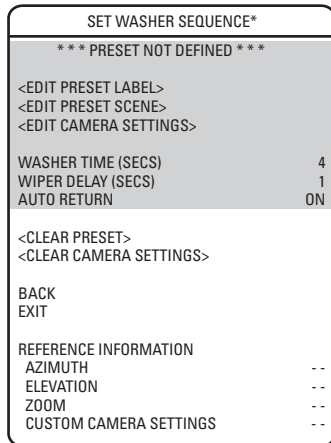 SET WASHER SEQUENCE*
* * * PRESET NOT DEFINED * * *
<EDIT PRESET LABEL>
<EDIT PRESET SCENE>
<EDIT CAMERA SETTINGS>
WASHER TIME (SECS) 4
WIPER DELAY (SECS) 1
AUTO RETURN ON
<CLEAR PRESET>
<CLEAR CAMERA SETTINGS>
BACK
EXIT
REFERENCE INFORMATION
AZIMUTH - -
ELEVATION - -
ZOOM - -
CUSTOM CAMERA SETTINGS - -